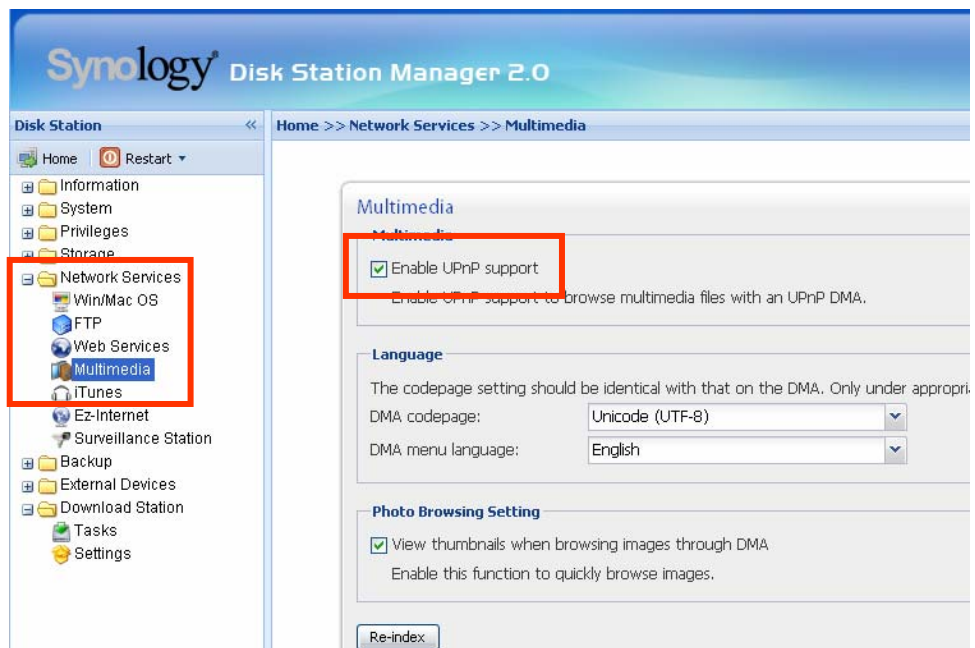 Synology Disk Station Manager 2.0
Disk Station «
Home >> Network Services >> Multimedia
Home Restart
Information
System
Privileges
Storage
Network Services
Win/Mac OS
FTP
Web Services
Multimedia
iTunes
Ez-Internet
Surveillance Station
Backup
External Devices
Download Station
Tasks
Settings
Multimedia
Multimedia
Enable UPnP support
Enable UPnP support to browse multimedia files with an UPnP DMA.
Language
The codepage setting should be identical with that on the DMA. Only under appropri
DMA codepage: Unicode (UTF-8)
DMA menu language: English
Photo Browsing Setting
View thumbnails when browsing images through DMA
Enable this function to quickly browse images.
Re-index